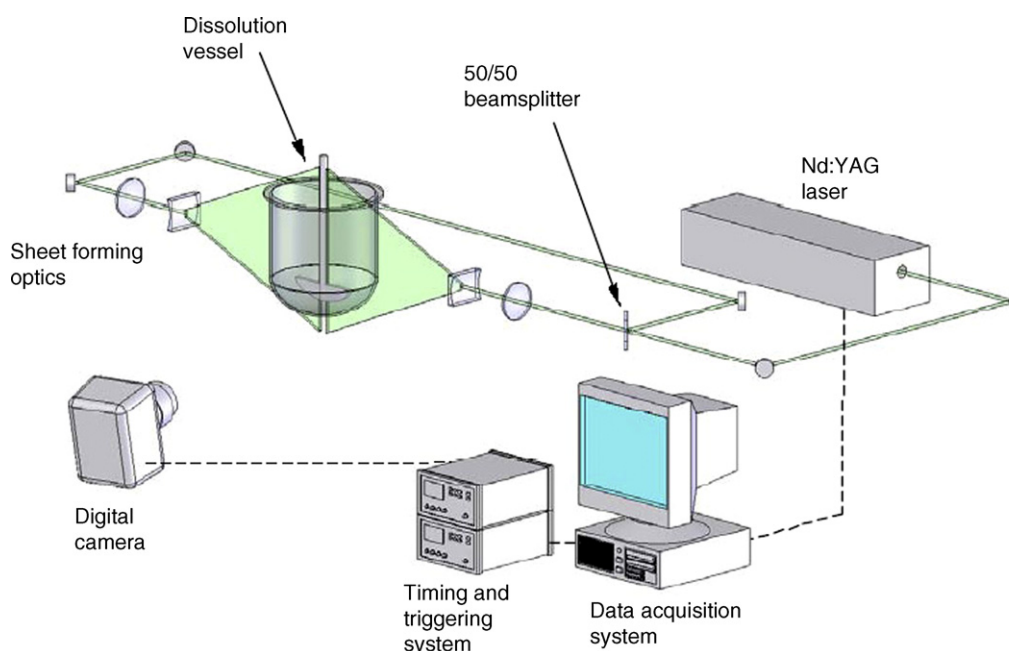 Dissolution
vessel
50/50
beamsplitter
Nd:YAG
laser
Sheet forming
optics
Digital
camera
Timing and
triggering
system
Data acquisition
system